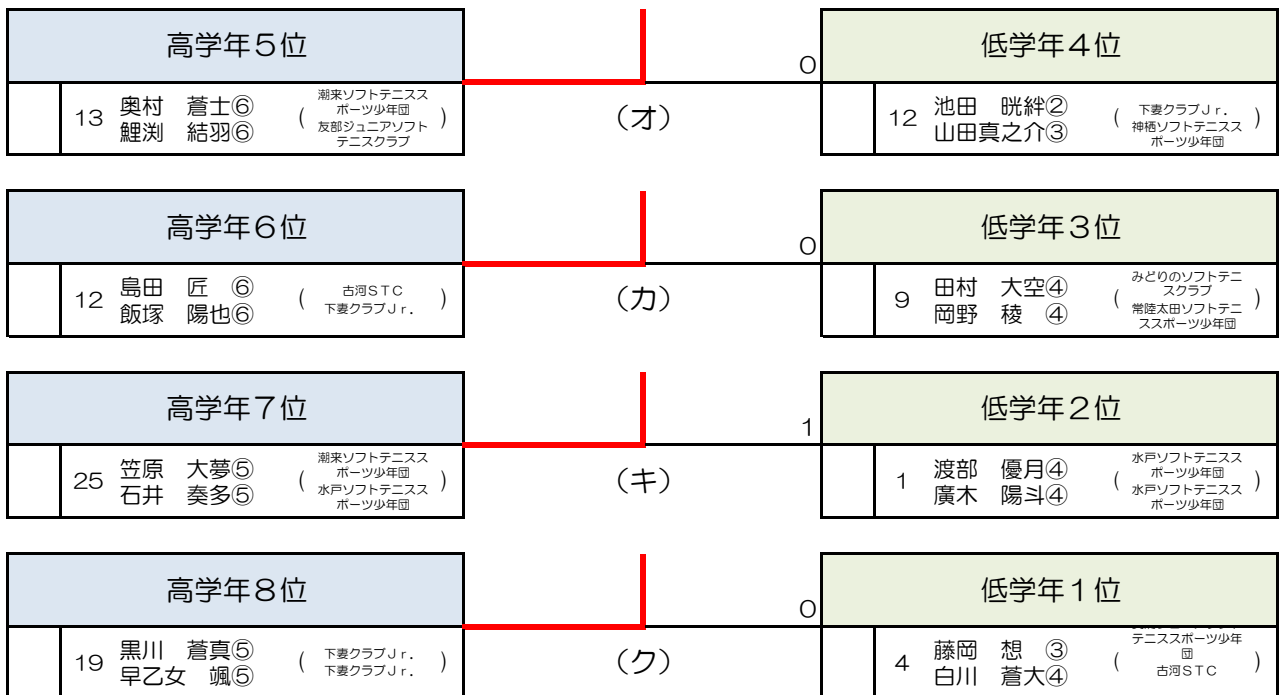 高学年5位
0
低学年4位
13
奥村 蒼士⑥
鯉渕 結羽⑥
(
潮来ソフトテニスス
ポーツ少年団
友部ジュニアソフト
テニスクラブ
)
(オ)
12
池田 晄絆②
山田真之介③
(
下妻クラブJr.
神栖ソフトテニスス
ポーツ少年団
)
高学年6位
0
低学年3位
12
島田 匠 ⑥
飯塚 陽也⑥
(
古河STC
下妻クラブJr.
)
(カ)
9
田村 大空④
岡野 稜 ④
(
みどりのソフトテニ
スクラブ
常陸太田ソフトテニ
ススポーツ少年団
)
高学年7位
1
低学年2位
25
笠原 大夢⑤
石井 奏多⑤
(
潮来ソフトテニスス
ポーツ少年団
水戸ソフトテニスス
ポーツ少年団
)
(キ)
1
渡部 優月④
廣木 陽斗④
(
水戸ソフトテニスス
ポーツ少年団
水戸ソフトテニスス
ポーツ少年団
)
高学年8位
0
低学年1位
19
黒川 蒼真⑤
早乙女 颯⑤
(
下妻クラブJr.
下妻クラブJr.
)
(ク)
4
藤岡 想 ③
白川 蒼大④
(
テニススポーツ少年
団
古河STC
)